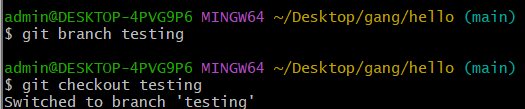 admin@DESKTOP-4PVG9P6 MINGW64 ~/Desktop/gang/hello (main)
$ git branch testing
admin@DESKTOP-4PVG9P6 MINGW64 ~/Desktop/gang/hello (main)
$ git checkout testing
Switched to branch 'testing'